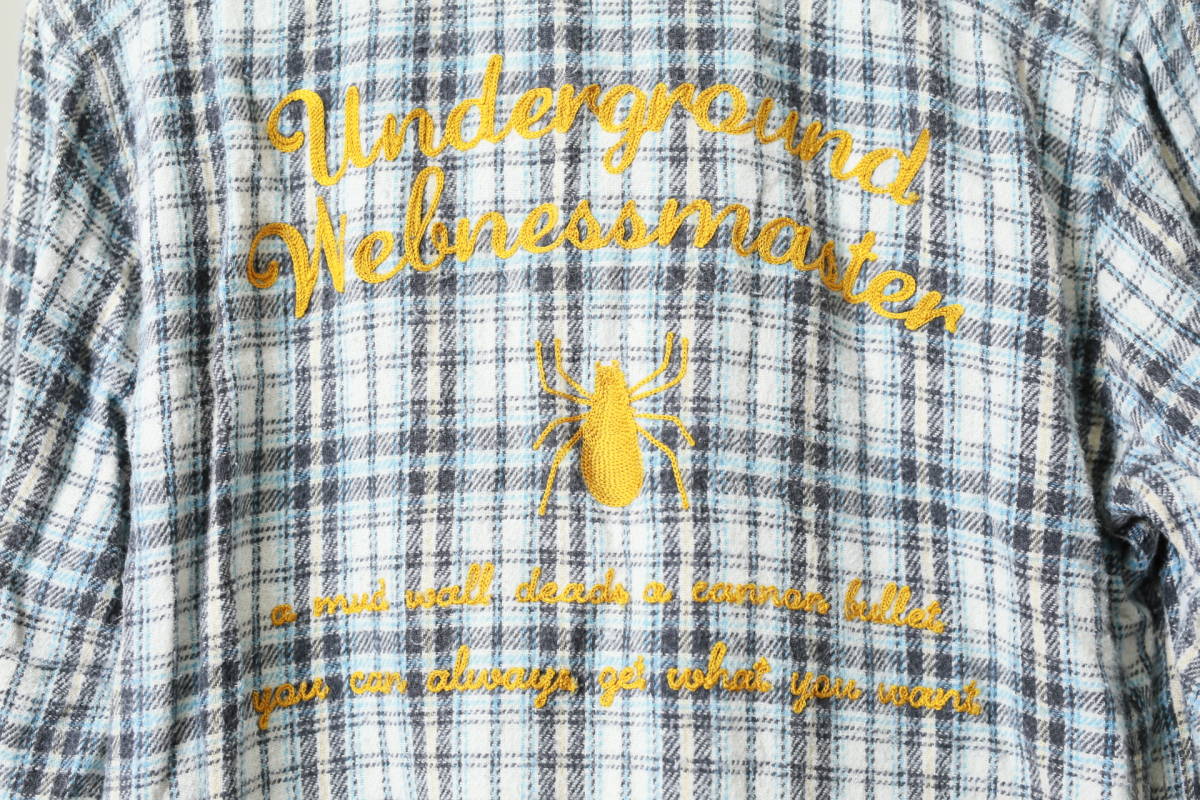 Underground
Webnessmaster
a mud wall deads a cannon bullet
you can always get what you want